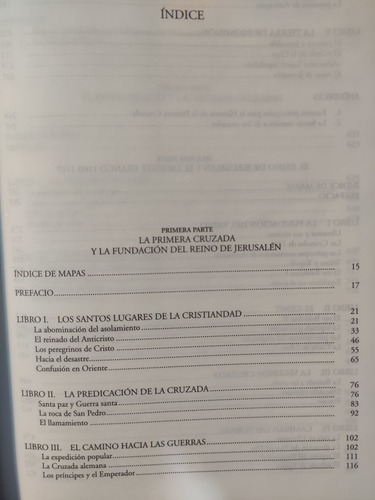 ÍNDICE
PRIMERA PARTE
LA PRIMERA CRUZADA
Y LA FUNDACIÓN DEL REINO DE JERUSALÉN
ÍNDICE DE MAPAS 15
PREFACIO 17
LIBRO I. LOS SANTOS LUGARES DE LA CRISTIANDAD 21
La abominación del asolamiento 21
El reinado del Anticristo 33
Los peregrinos de Cristo 46
Hacia el desastre 55
Confusión en Oriente 65
LIBRO II. LA PREDICACIÓN DE LA CRUZADA 76
Santa paz y Guerra santa 76
La roca de San Pedro 83
El llamamiento 92
LIBRO III. EL CAMINO HACIA LAS GUERRAS 102
La expedición popular 102
La Cruzada alemana 111
Los príncipes y el Emperador 116